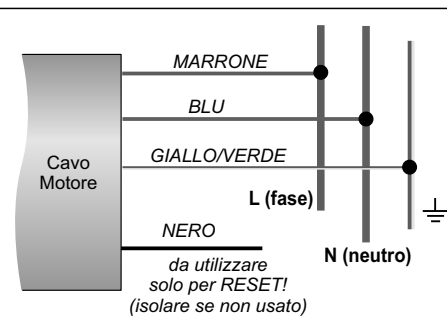 MARRONE
BLU
GIALLO/VERDE
Cavo
Motore
L (fase)
NERO
N (neutro)
da utilizzare
solo per RESET!
(isolare se non usato)